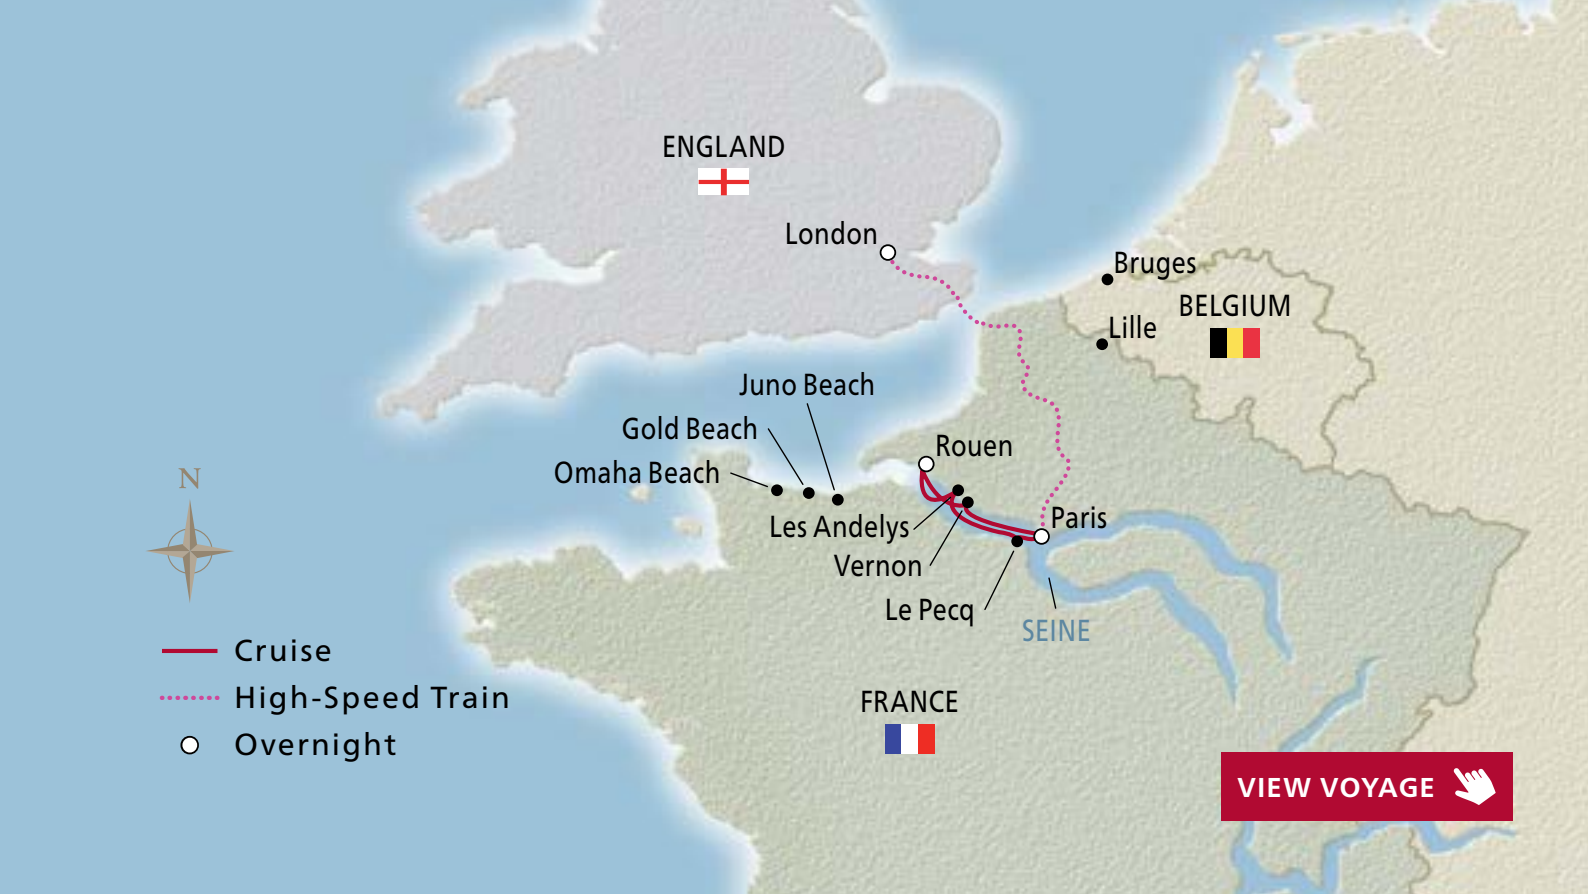 ENGLAND
London
Bruges
BELGIUM
Lille
Juno Beach
Gold Beach
Omaha Beach
Rouen
Les Andelys
Paris
Vernon
Le Pecq
SEINE
N
Cruise
High-Speed Train
Overnight
FRANCE
VIEW VOYAGE